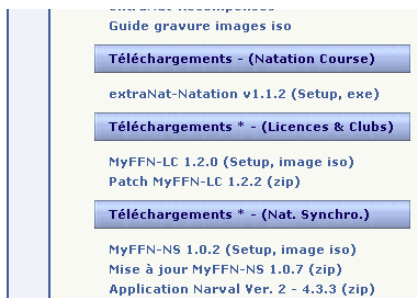 extraNat-Récompenses
Guide gravure images iso
Téléchargements - (Natation Course)
extraNat-Natation v1.1.2 (Setup, exe)
Téléchargements * - (Licences & Clubs)
MyFFN-LC 1.2.0 (Setup, image iso)
Patch MyFFN-LC 1.2.2 (zip)
Téléchargements * - (Nat. Synchro.)
MyFFN-NS 1.0.2 (Setup, image iso)
Mise à jour MyFFN-NS 1.0.7 (zip)
Application Narval Ver. 2 - 4.3.3 (zip)